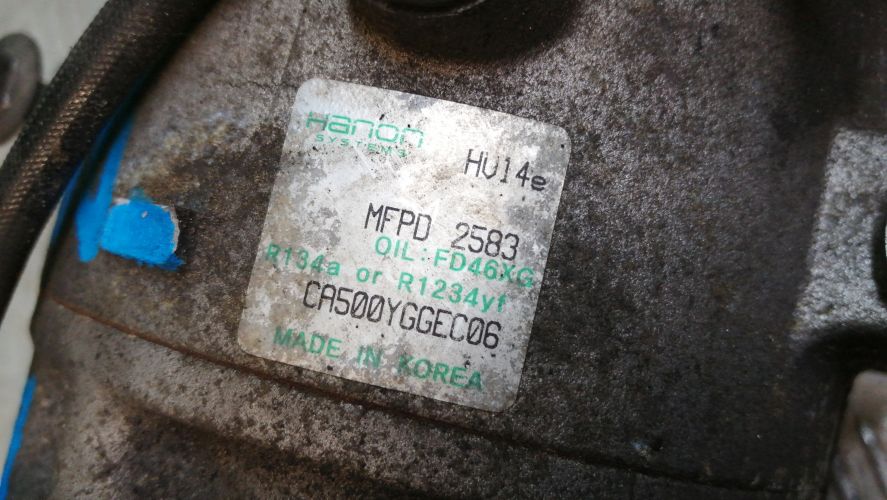 Hanon
SYSTEMS
HV14e
MFPD 2583
OIL:FD46XG
R134a or R1234yf
CA500YGGEC06
MADE IN KOREA